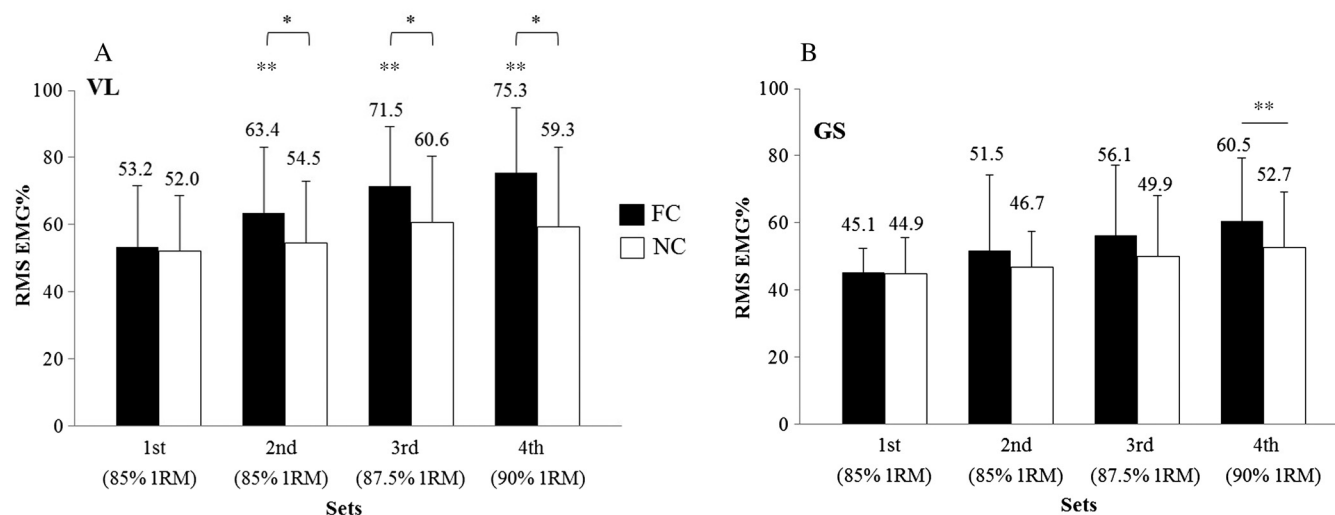 A
VL
* * *
** ** **
53.2 52.0 63.4 54.5 71.5 60.6 75.3 59.3
RMS EMG%
100
80
60
40
20
0
1st 2nd 3rd 4th
(85% 1RM) (85% 1RM) (87.5% 1RM) (90% 1RM)
Sets
FC
NC
B
GS
**
45.1 44.9 51.5 46.7 56.1 49.9 60.5 52.7
RMS EMG%
100
80
60
40
20
0
1st 2nd 3rd 4th
(85% 1RM) (85% 1RM) (87.5% 1RM) (90% 1RM)
Sets